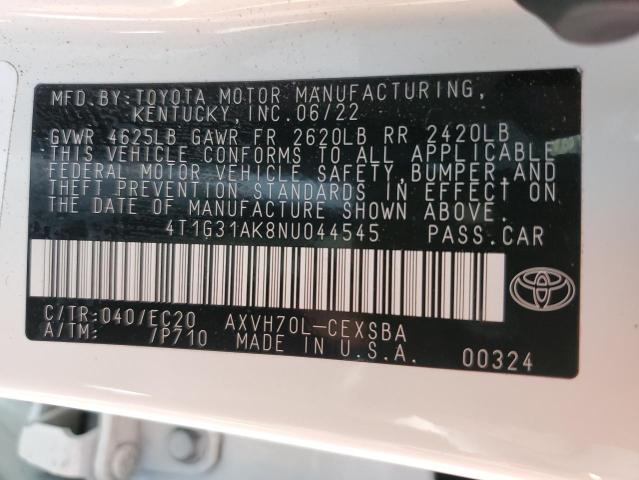 MFD.BY:TOYOTA MOTOR MANUFACTURING,
KENTUCKY,INC.06/22
GVWR 4625LB GAWR FR 2620LB RR 2420LB
THIS VEHICLE CONFORMS TO ALL APPLICABLE
FEDERAL MOTOR VEHICLE SAFETY,BUMPER,AND
THEFT PREVENTION STANDARDS IN EFFECT ON
THE DATE OF MANUFACTURE SHOWN ABOVE.
4T1G31AK8NU044545 PASS.CAR
C/TR:040/EC20 AXVH70L-CEXSBA
A/TM: /P710 MADE IN U.S.A. 00324